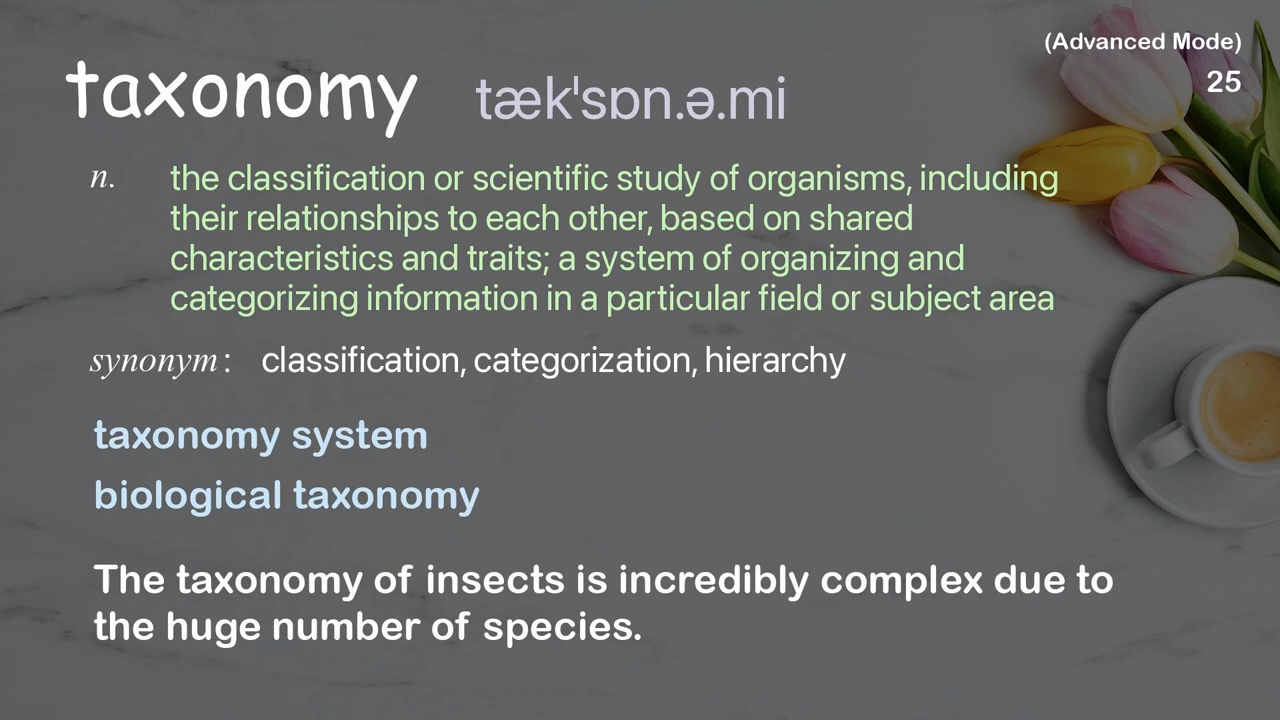 (Advanced Mode)
25
taxonomy tæk'sɒn.ə.mi
n. the classification or scientific study of organisms, including
their relationships to each other, based on shared
characteristics and traits; a system of organizing and
categorizing information in a particular field or subject area
synonym: classification, categorization, hierarchy
taxonomy system
biological taxonomy
The taxonomy of insects is incredibly complex due to
the huge number of species.